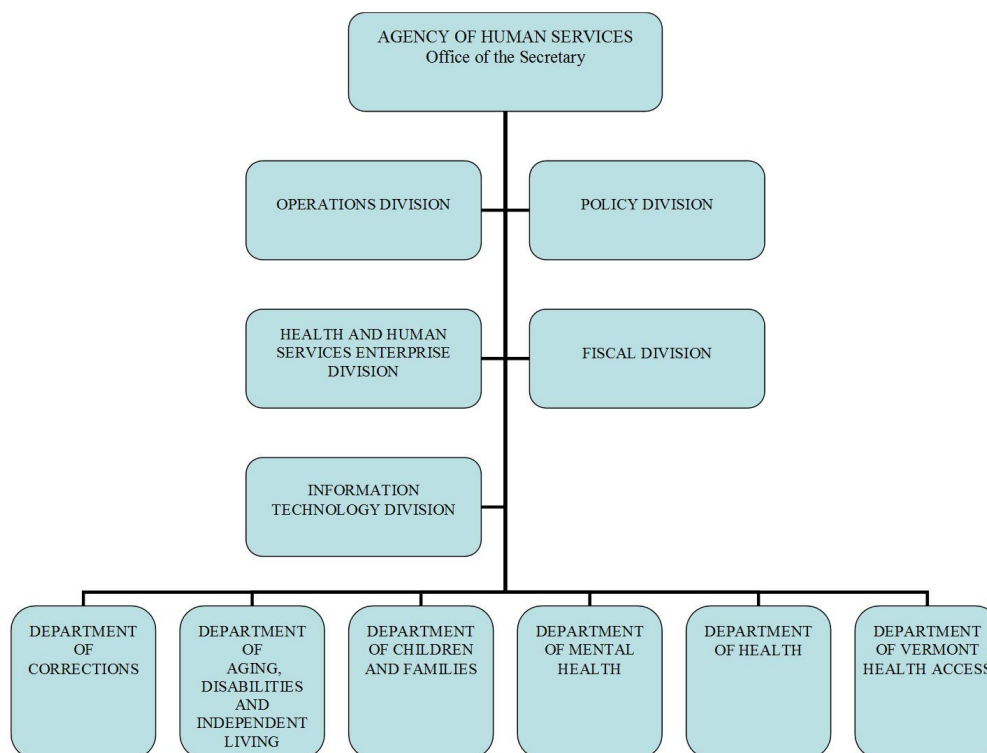 AGENCY OF HUMAN SERVICES
Office of the Secretary
OPERATIONS DIVISION
POLICY DIVISION
HEALTH AND HUMAN
SERVICES ENTERPRISE
DIVISION
FISCAL DIVISION
INFORMATION
TECHNOLOGY DIVISION
DEPARTMENT
OF
CORRECTIONS
DEPARTMENT
OF
AGING,
DISABILITIES
AND
INDEPENDENT
LIVING
DEPARTMENT
OF CHILDREN
AND FAMILIES
DEPARTMENT
OF MENTAL
HEALTH
DEPARTMENT
OF HEALTH
DEPARTMENT
OF VERMONT
HEALTH ACCESS